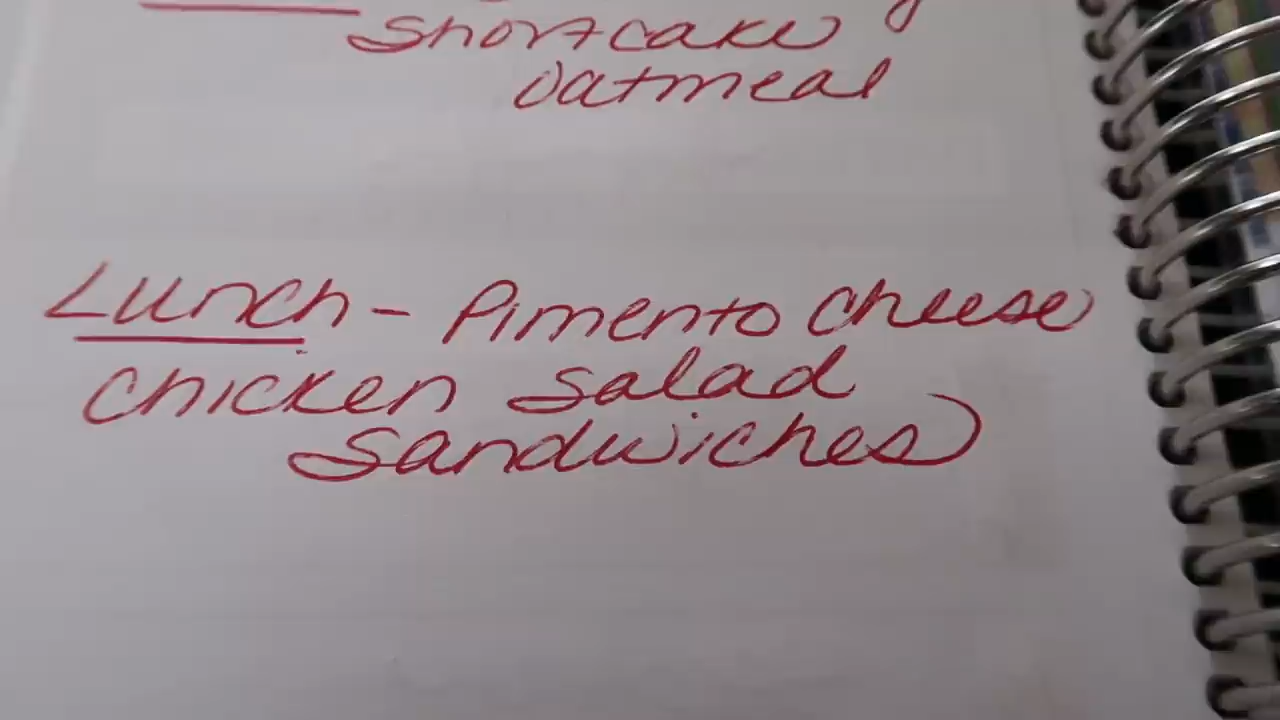 Shortcake
Oatmeal
Lunch - Pimento Cheese
Chicken Salad
Sandwiches